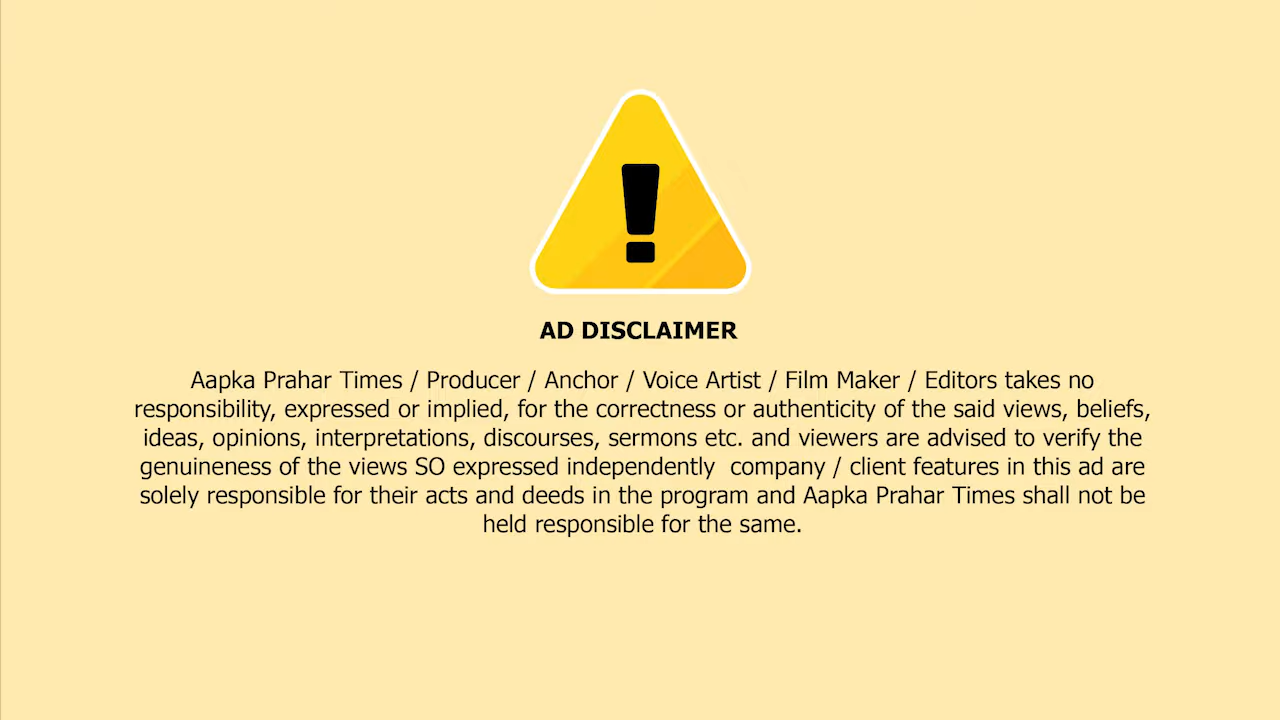 AD DISCLAIMER
Aapka Prahar Times / Producer / Anchor / Voice Artist / Film Maker / Editors takes no
responsibility, expressed or implied, for the correctness or authenticity of the said views, beliefs,
ideas, opinions, interpretations, discourses, sermons etc. and viewers are advised to verify the
genuineness of the views SO expressed independently  company / client features in this ad are
solely responsible for their acts and deeds in the program and Aapka Prahar Times shall not be
held responsible for the same.